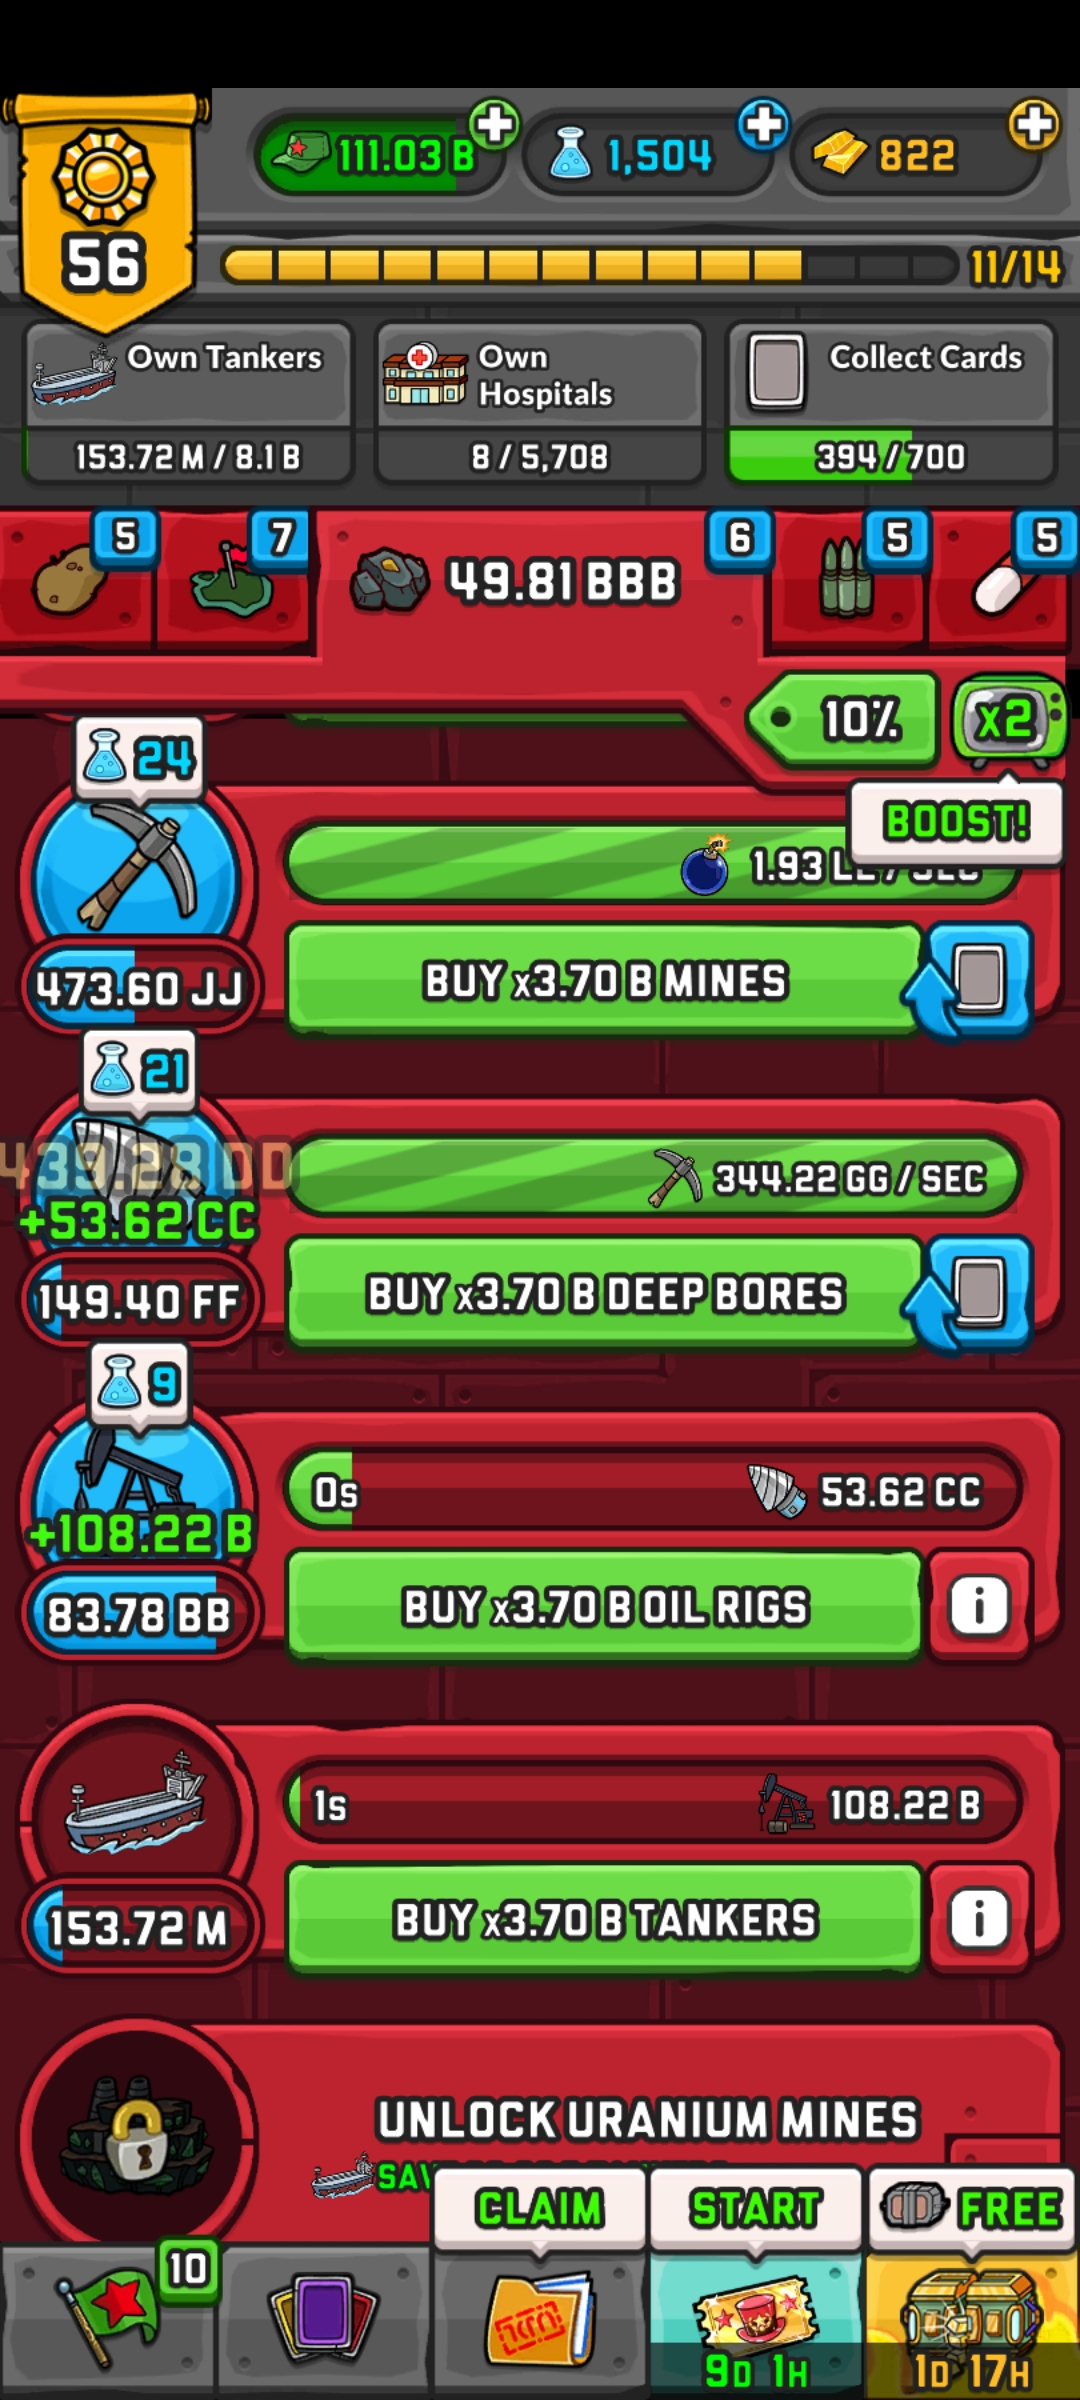 56
111.03 B
1,504
822
11/14
Own Tankers
153.72 M / 8.1 B
Own
Hospitals
8 / 5,708
Collect Cards
394 / 700
5
7
49.81 BBB
6
5
5
10%
x2
BOOST!
24
1.93
473.60 JJ
BUY x3.70 B MINES
21
439.28 DD
+53.62 CC
344.22 GG / SEC
149.40 FF
BUY x3.70 B DEEP BORES
9
+108.22 B
0s
53.62 CC
83.78 BB
BUY x3.70 B OIL RIGS
1s
108.22 B
153.72 M
BUY x3.70 B TANKERS
UNLOCK URANIUM MINES
CLAIM
START
FREE
10
9D 1H
1D 17H